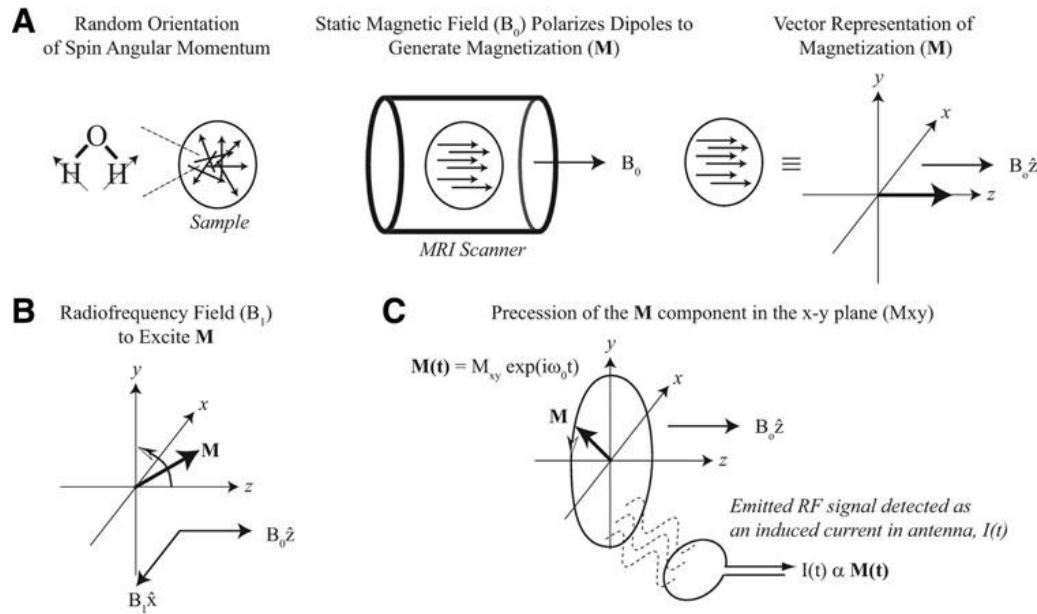 A
Random Orientation
of Spin Angular Momentum
Static Magnetic Field (B₀) Polarizes Dipoles to
Generate Magnetization (M)
Vector Representation of
Magnetization (M)
O
H H
Sample
B₀
MRI Scanner
≡
y
x
Bₒẑ
z
B
Radiofrequency Field (B₁)
to Excite M
y
x
M
z
B₀ẑ
B₁x̂
C
Precession of the M component in the x-y plane (Mxy)
M(t) = Mxy exp(iω₀t)
y
x
M
Bₒẑ
z
Emitted RF signal detected as
an induced current in antenna, I(t)
I(t) α M(t)